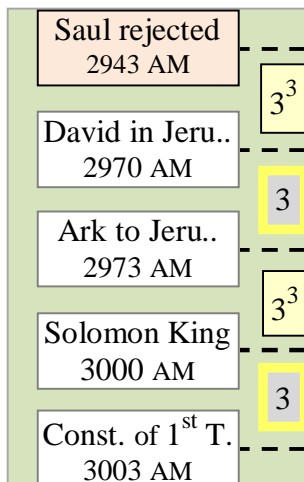 Saul rejected
2943 AM
3³
David in Jeru..
2970 AM
3
Ark to Jeru..
2973 AM
3³
Solomon King
3000 AM
3
Const. of 1ˢᵗ T.
3003 AM